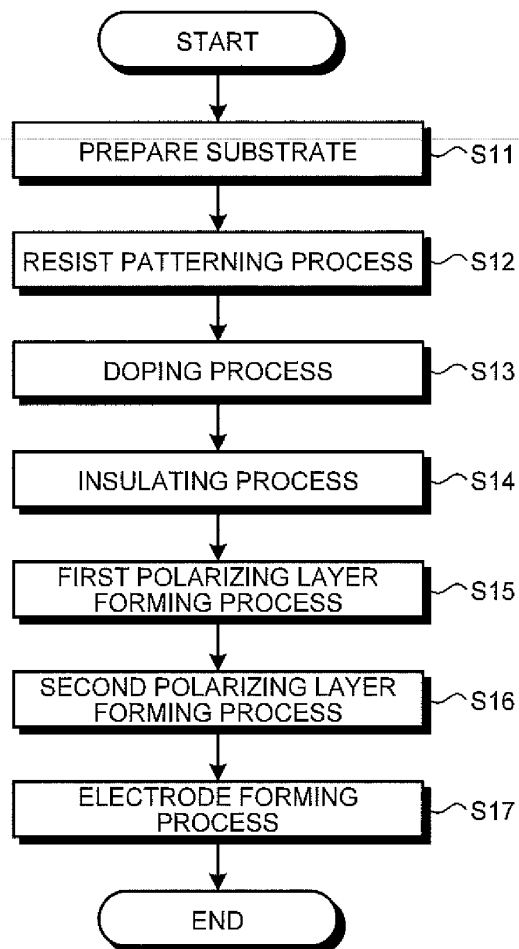 START
PREPARE SUBSTRATE
S11
RESIST PATTERNING PROCESS
S12
DOPING PROCESS
S13
INSULATING PROCESS
S14
FIRST POLARIZING LAYER
FORMING PROCESS
S15
SECOND POLARIZING LAYER
FORMING PROCESS
S16
ELECTRODE FORMING
PROCESS
S17
END